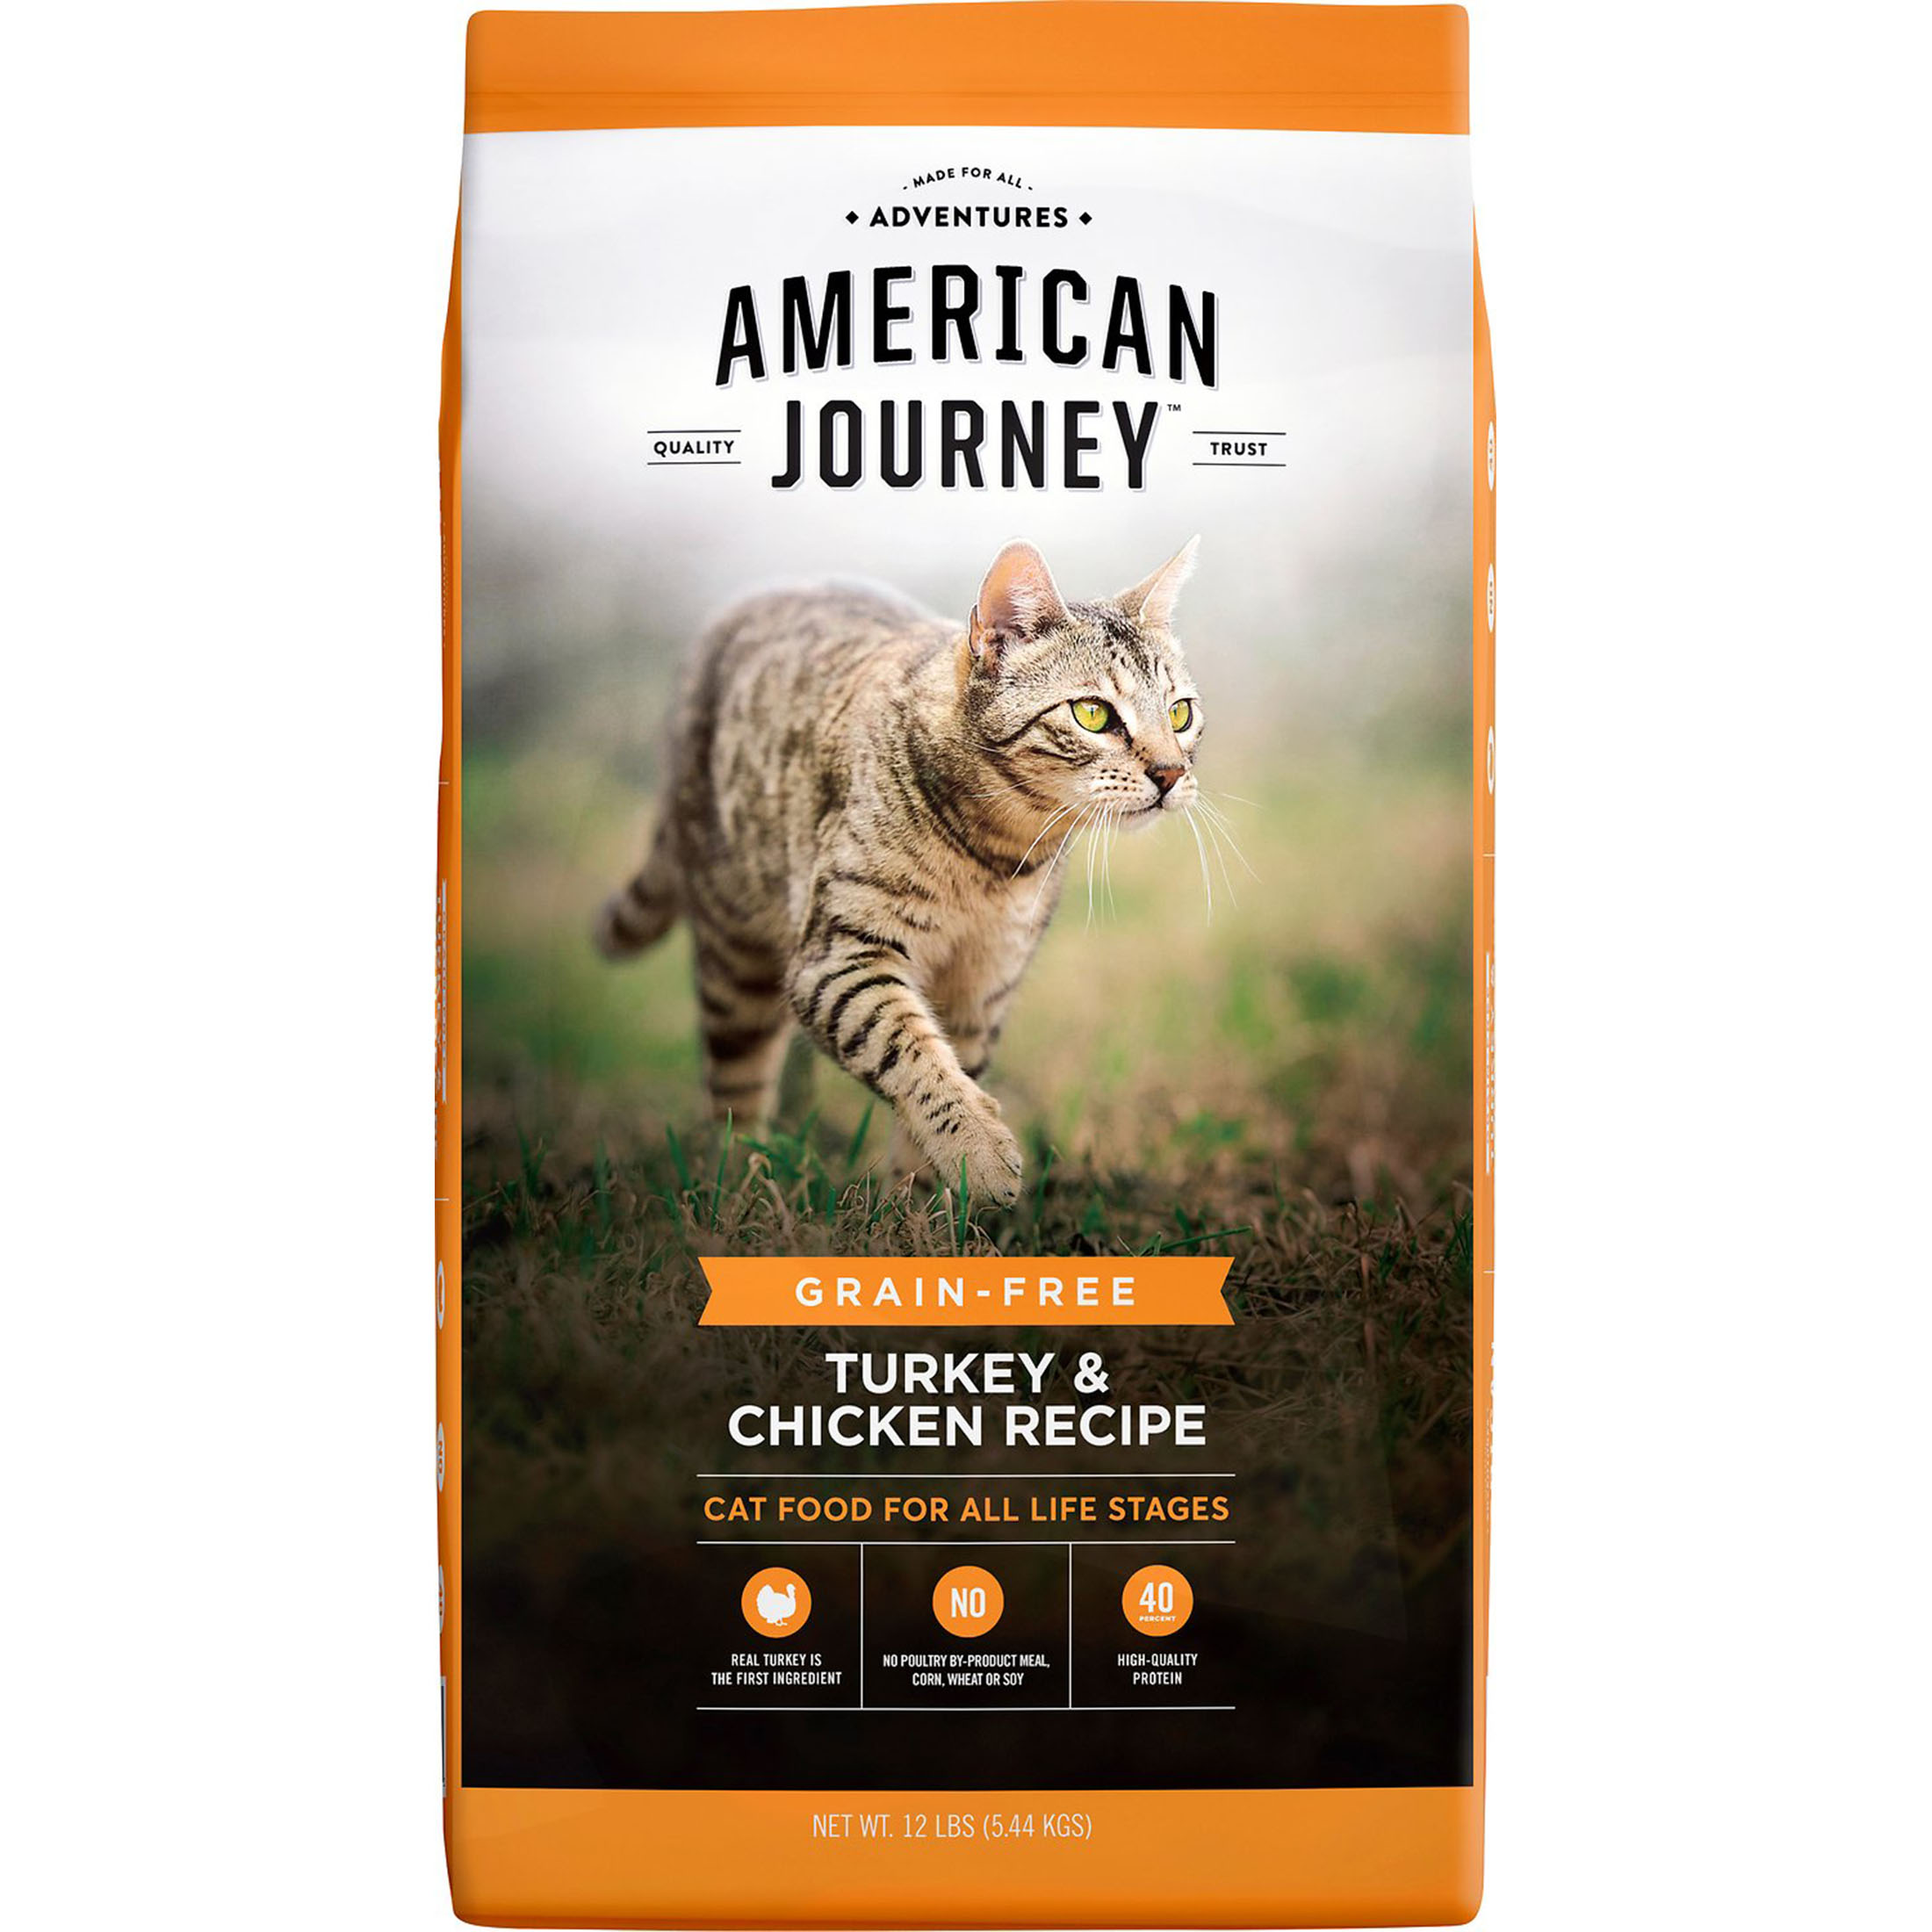 - MADE FOR ALL -
◆ ADVENTURES ◆
AMERICAN
JOURNEY™
QUALITY
TRUST
GRAIN-FREE
TURKEY &
CHICKEN RECIPE
CAT FOOD FOR ALL LIFE STAGES
REAL TURKEY IS
THE FIRST INGREDIENT
NO
NO POULTRY BY-PRODUCT MEAL,
CORN, WHEAT OR SOY
40
PERCENT
HIGH-QUALITY
PROTEIN
NET WT. 12 LBS (5.44 KGS)